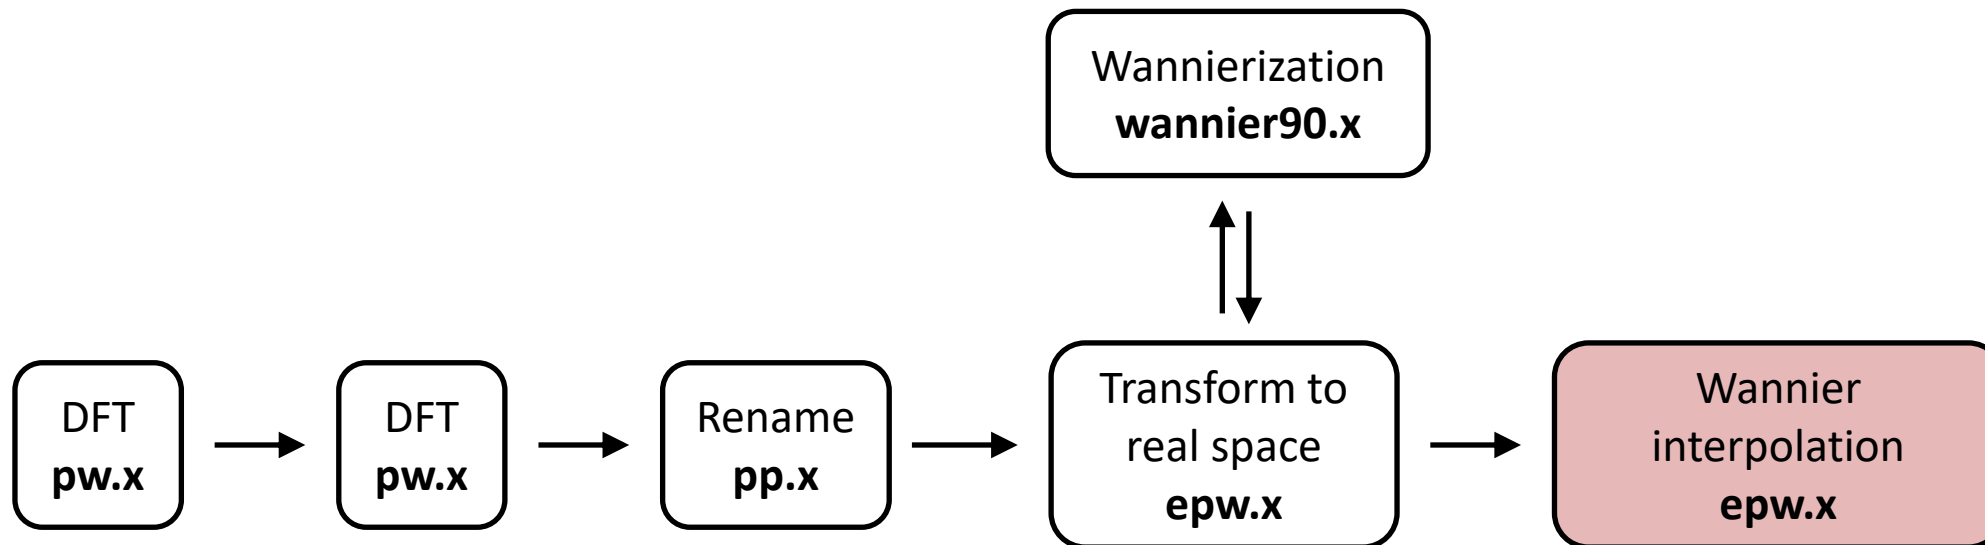 Wannierization
wannier90.x
DFT
pw.x
DFT
pw.x
Rename
pp.x
Transform to
real space
epw.x
Wannier
interpolation
epw.x